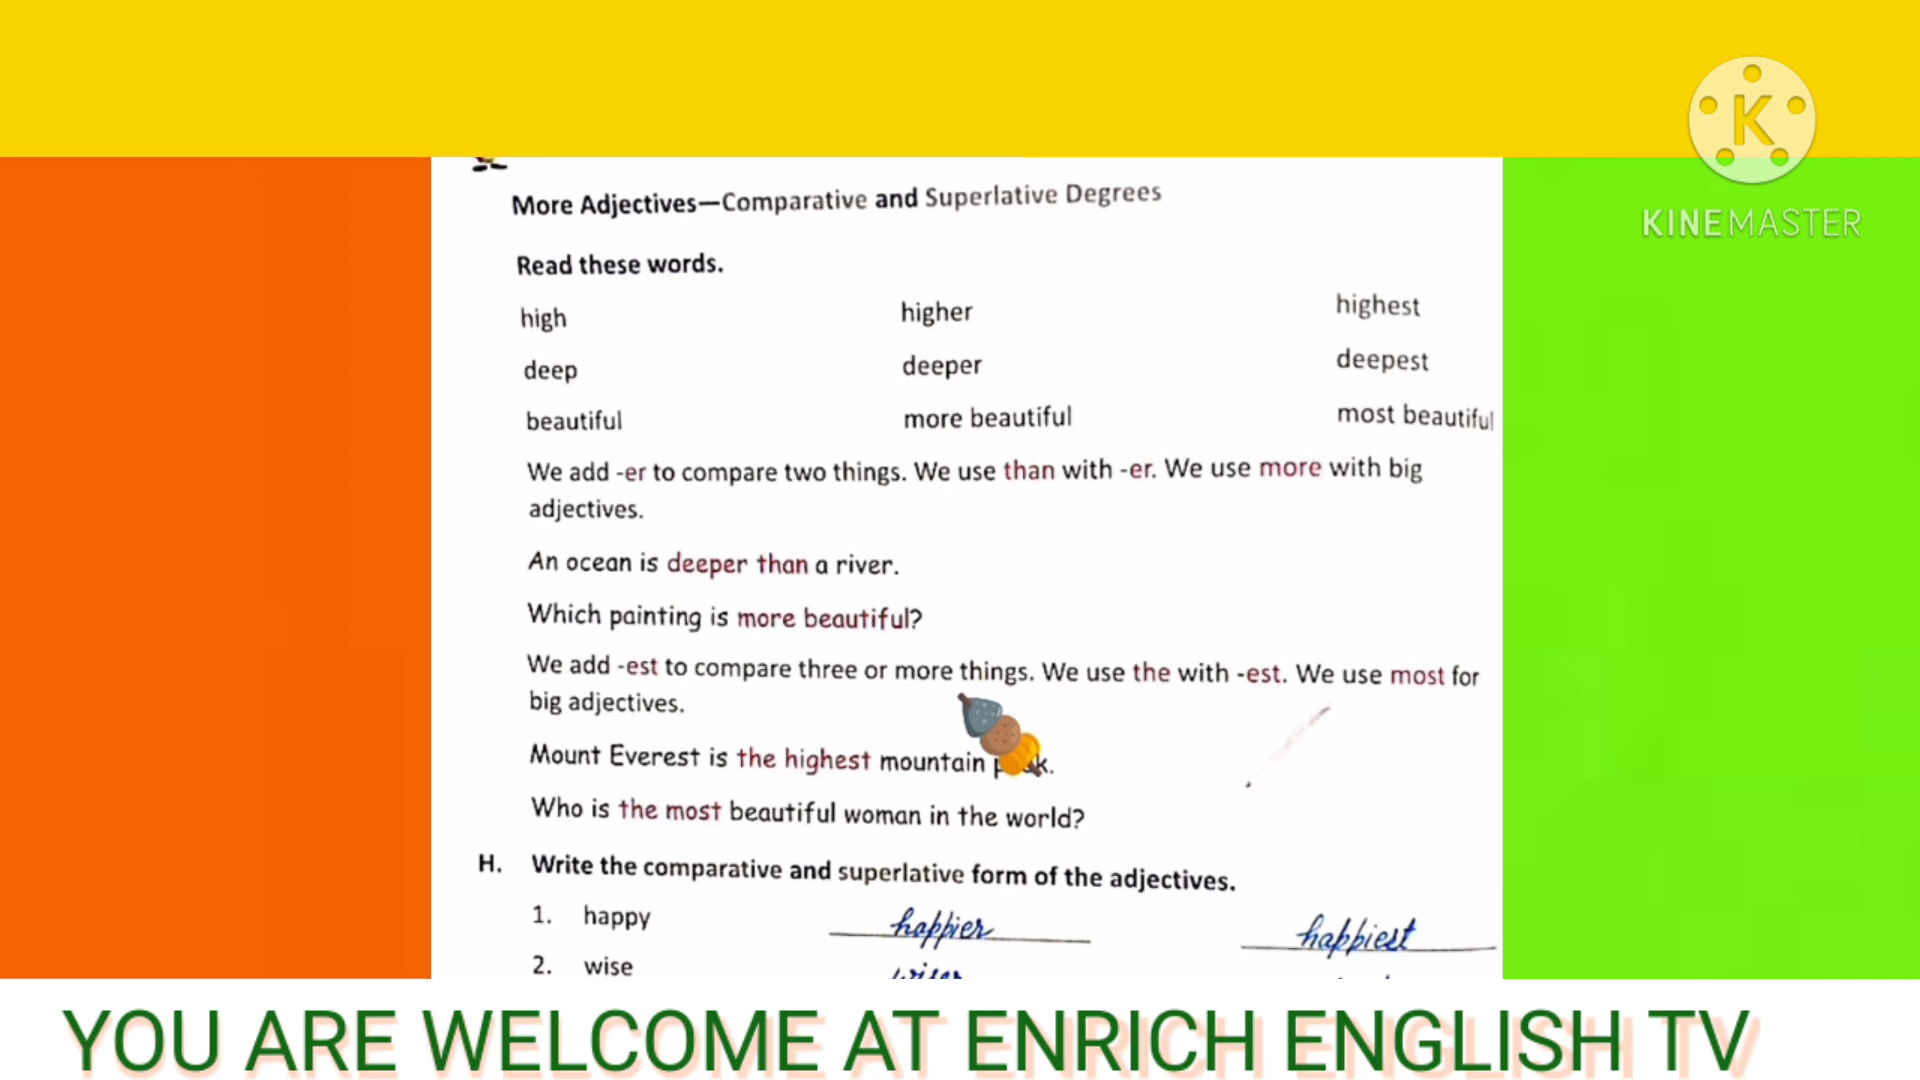 K
KINEMASTER
More Adjectives—Comparative and Superlative Degrees
Read these words.
high higher highest
deep deeper deepest
beautiful more beautiful most beautiful
We add -er to compare two things. We use than with -er. We use more with big
adjectives.
An ocean is deeper than a river.
Which painting is more beautiful?
We add -est to compare three or more things. We use the with -est. We use most for
big adjectives.
Mount Everest is the highest mountain
Who is the most beautiful woman in the world?
H. Write the comparative and superlative form of the adjectives.
1. happy happier happiest
2. wise wiser
YOU ARE WELCOME AT ENRICH ENGLISH TV